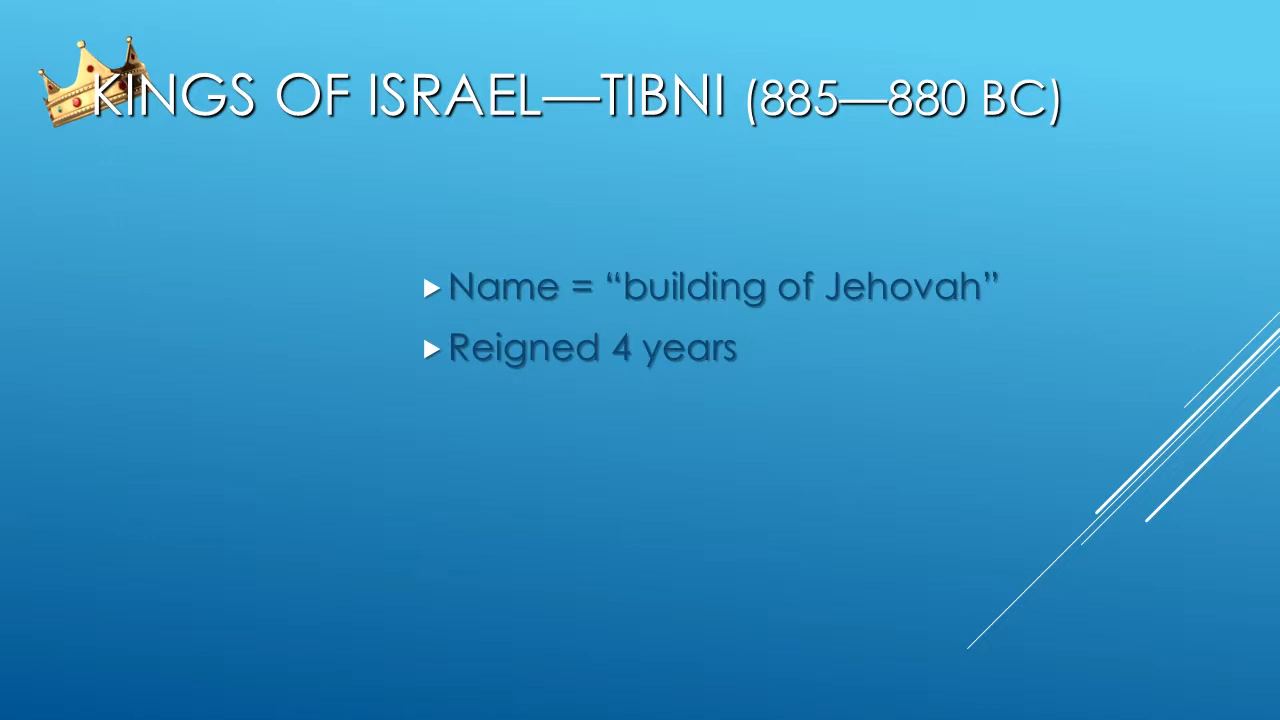 KINGS OF ISRAEL—TIBNI (885—880 BC)
Name = “building of Jehovah”
Reigned 4 years